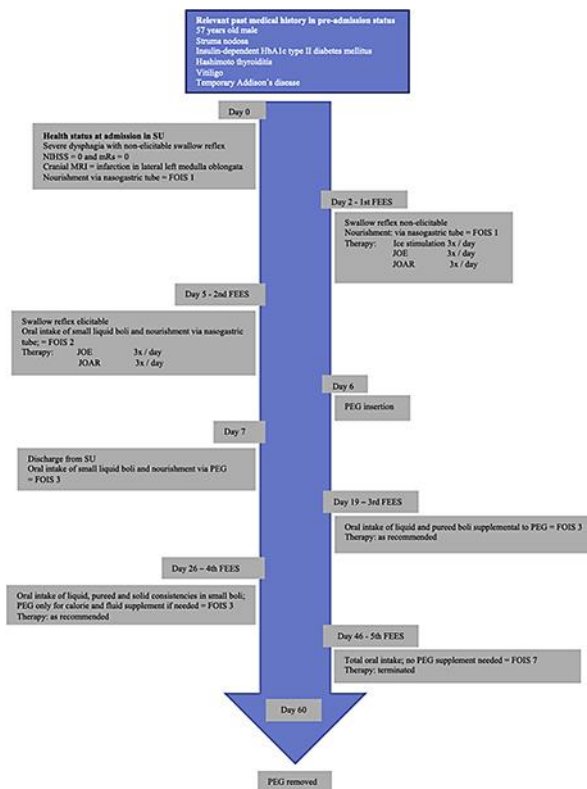 Relevant past medical history in pre-admission status
57 years old male
Struma nodosa
Insulin-dependent HbA1c type II diabetes mellitus
Hashimoto thyroiditis
Vitiligo
Temporary Addison's disease
Day 0
Health status at admission in SU
Severe dysphagia with non-elicitable swallow reflex
NIHSS = 0 and mRs = 0
Cranial MRI = infarction in lateral left medulla oblongata
Nourishment via nasogastric tube = FOIS 1
Day 2 - 1st FEES
Swallow reflex non-elicitable
Nourishment: via nasogastric tube = FOIS 1
Therapy: Ice stimulation 3x / day
JOE 3x / day
JOAR 3x / day
Day 5 - 2nd FEES
Swallow reflex elicitable
Oral intake of small liquid boli and nourishment via nasogastric
tube; = FOIS 2
Therapy: JOE 3x / day
JOAR 3x / day
Day 6
PEG insertion
Day 7
Discharge from SU
Oral intake of small liquid boli and nourishment via PEG
= FOIS 3
Day 19 – 3rd FEES
Oral intake of liquid and pureed boli supplemental to PEG = FOIS 3
Therapy: as recommended
Day 26 – 4th FEES
Oral intake of liquid, pureed and solid consistencies in small boli;
PEG only for calorie and fluid supplement if needed = FOIS 3
Therapy: as recommended
Day 46 - 5th FEES
Total oral intake; no PEG supplement needed = FOIS 7
Therapy: terminated
Day 60
PEG removed